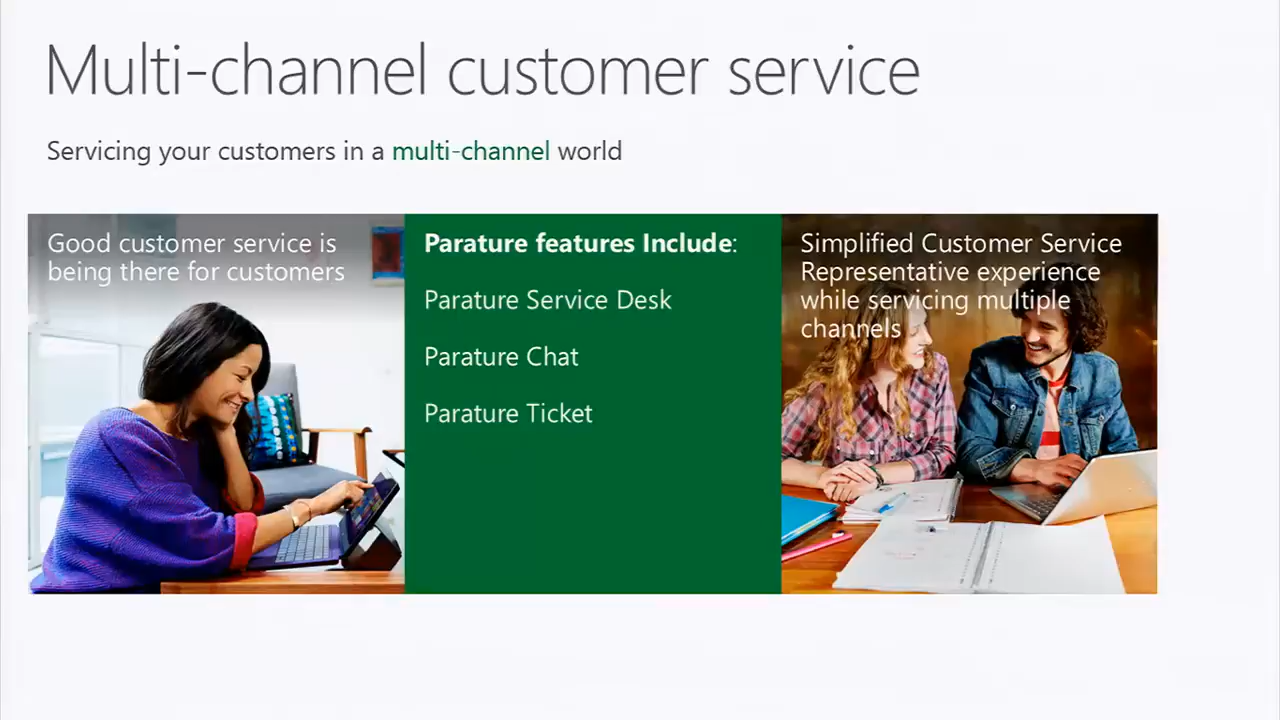 Multi-channel customer service
Servicing your customers in a multi-channel world
Good customer service is
being there for customers
Parature features Include:
Parature Service Desk
Parature Chat
Parature Ticket
Simplified Customer Service
Representative experience
while servicing multiple
channels